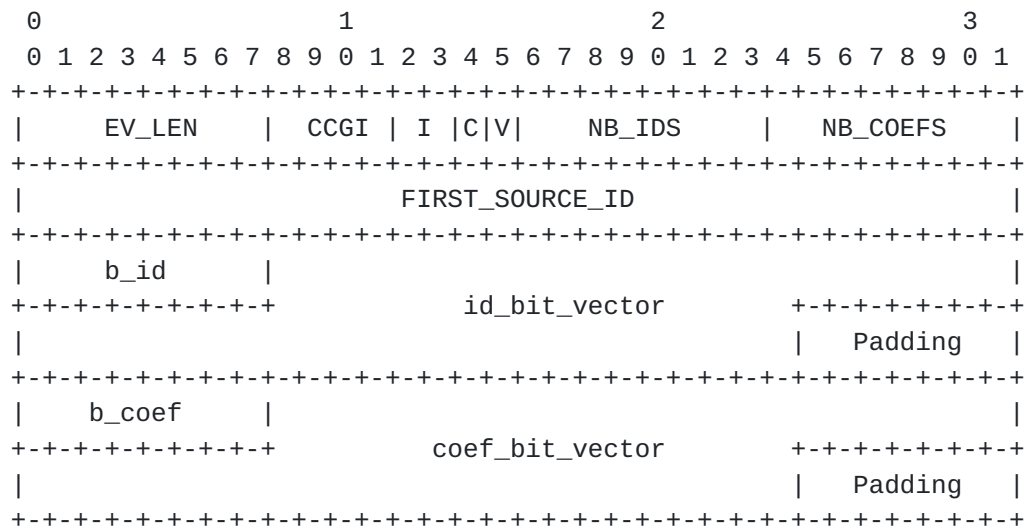 0                   1                   2                   3
 0 1 2 3 4 5 6 7 8 9 0 1 2 3 4 5 6 7 8 9 0 1 2 3 4 5 6 7 8 9 0 1
+-+-+-+-+-+-+-+-+-+-+-+-+-+-+-+-+-+-+-+-+-+-+-+-+-+-+-+-+-+-+-+-+
|     EV_LEN    |  CCGI | I |C|V|    NB_IDS     |   NB_COEFS    |
+-+-+-+-+-+-+-+-+-+-+-+-+-+-+-+-+-+-+-+-+-+-+-+-+-+-+-+-+-+-+-+-+
|                        FIRST_SOURCE_ID                        |
+-+-+-+-+-+-+-+-+-+-+-+-+-+-+-+-+-+-+-+-+-+-+-+-+-+-+-+-+-+-+-+-+
|     b_id      |                                               |
+-+-+-+-+-+-+-+-+            id_bit_vector        +-+-+-+-+-+-+-+
|                                                 |   Padding   |
+-+-+-+-+-+-+-+-+-+-+-+-+-+-+-+-+-+-+-+-+-+-+-+-+-+-+-+-+-+-+-+-+
|    b_coef     |                                               |
+-+-+-+-+-+-+-+-+          coef_bit_vector        +-+-+-+-+-+-+-+
|                                                 |   Padding   |
+-+-+-+-+-+-+-+-+-+-+-+-+-+-+-+-+-+-+-+-+-+-+-+-+-+-+-+-+-+-+-+-+